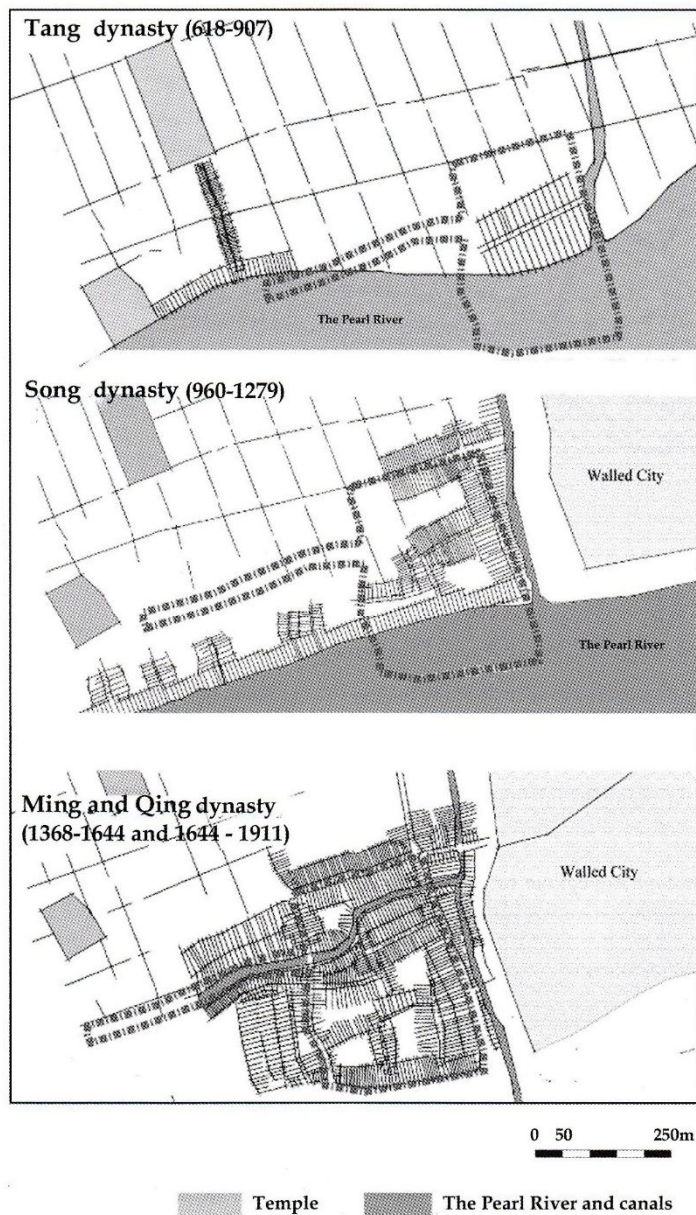 Tang dynasty (618-907)
The Pearl River
Song dynasty (960-1279)
Walled City
The Pearl River
Ming and Qing dynasty
(1368-1644 and 1644 - 1911)
Walled City
0 50 250m
Temple The Pearl River and canals